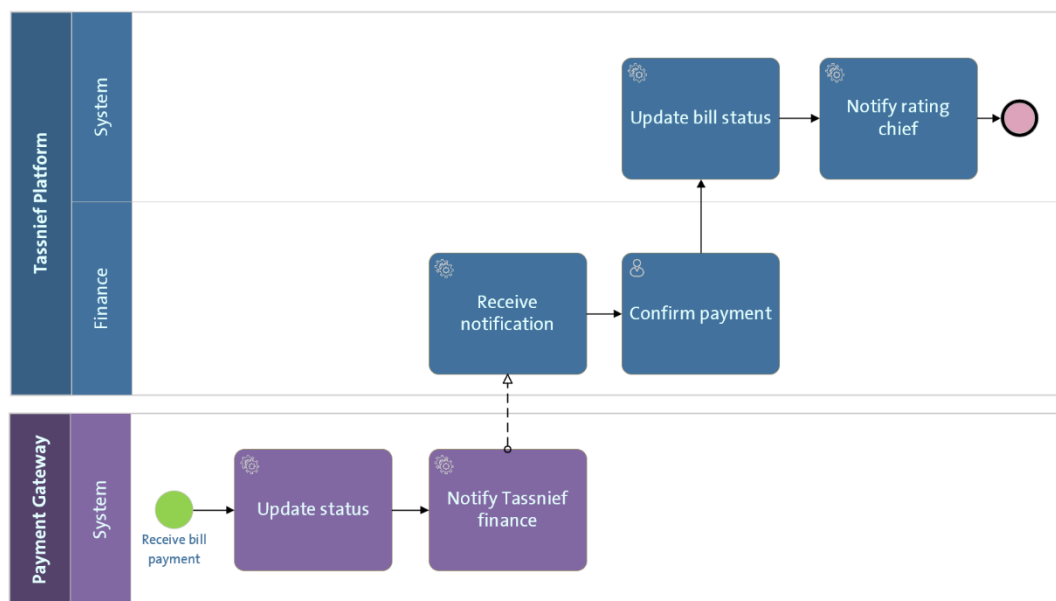 Tassnief Platform
System
Update bill status
Notify rating
chief
Finance
Receive
notification
Confirm payment
Payment Gateway
System
Receive bill
payment
Update status
Notify Tassnief
finance